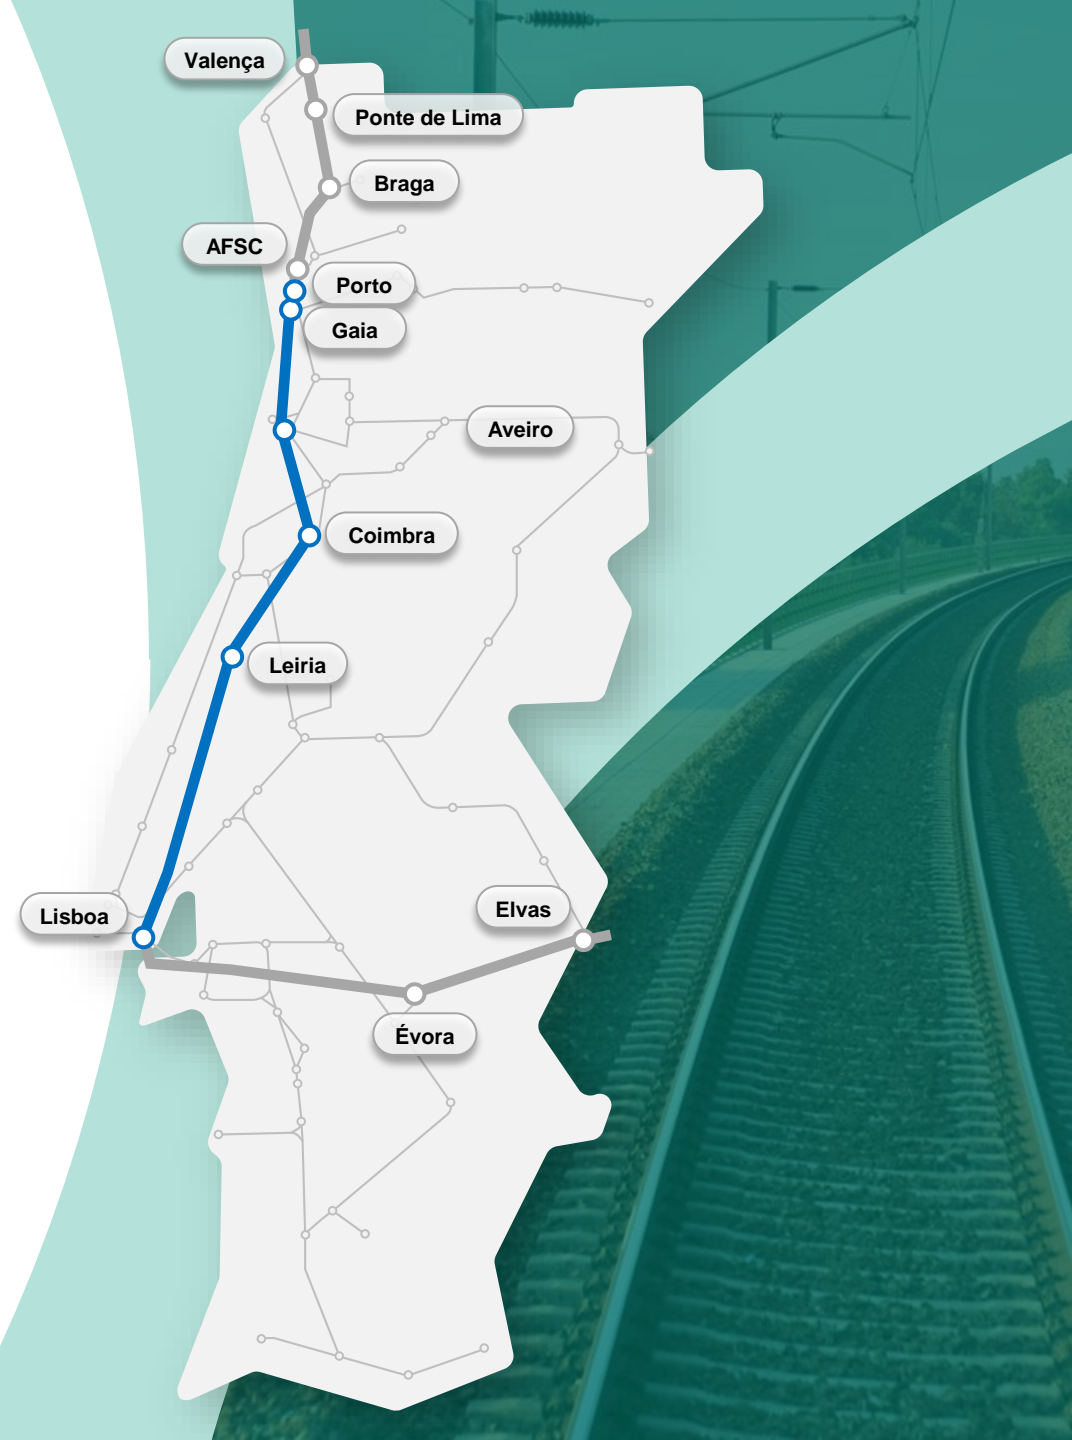 Valença
Ponte de Lima
Braga
AFSC
Porto
Gaia
Aveiro
Coimbra
Leiria
Lisboa
Elvas
Évora